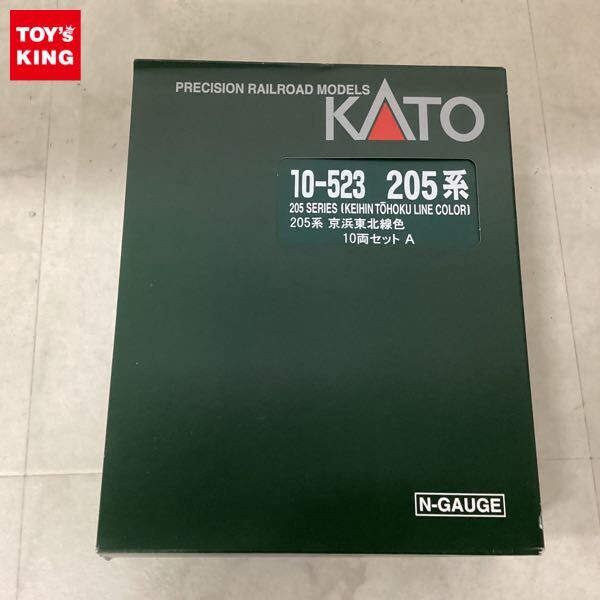 TOY's
KING
PRECISION RAILROAD MODELS
KATO
10-523 205系
205 SERIES (KEIHIN TŌHOKU LINE COLOR)
205系 京浜東北線色
10両セット A
N-GAUGE